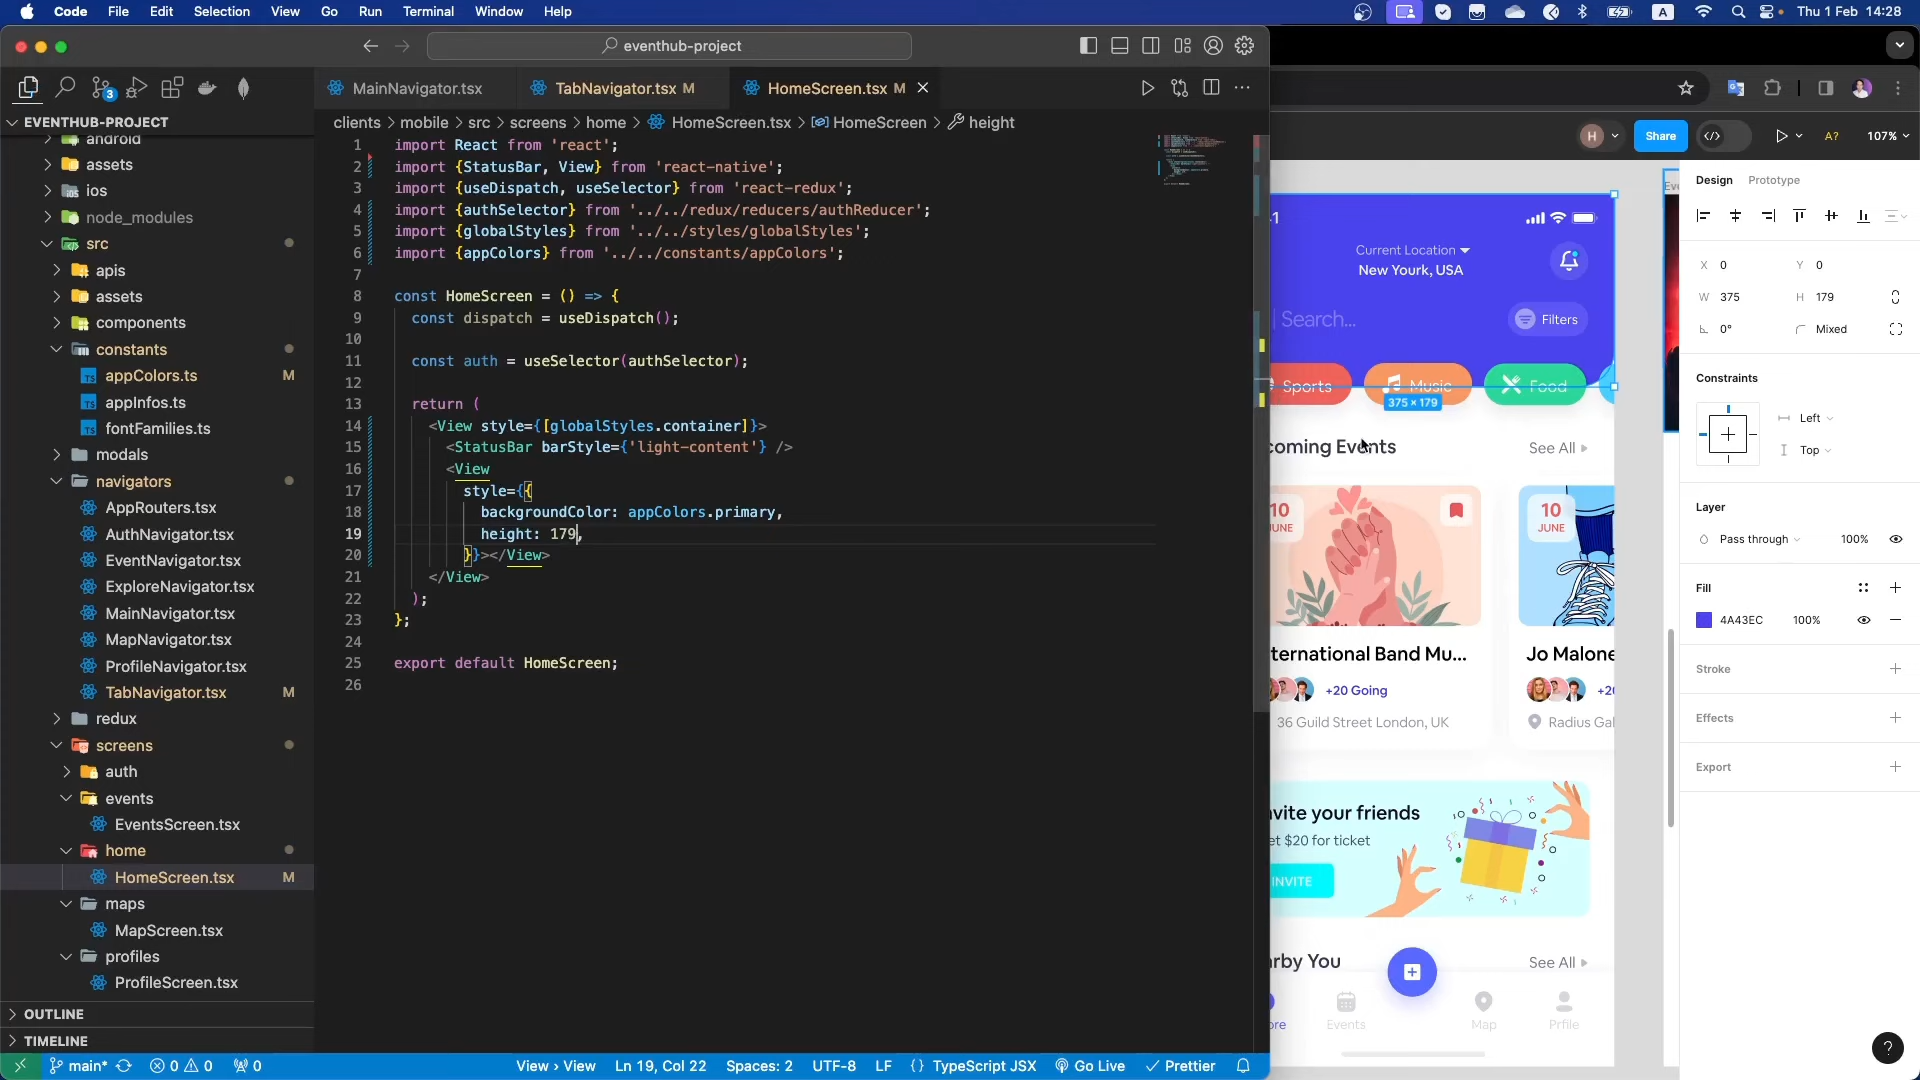 Code File Edit Selection View Go Run Terminal Window Help
A Thu 1 Feb 14:28
eventhub-project
3
MainNavigator.tsx TabNavigator.tsx M HomeScreen.tsx M
EVENTHUB-PROJECT
clients > mobile > src > screens > home > HomeScreen.tsx > HomeScreen > height
android
assets
ios
node_modules
src
apis
assets
components
constants
appColors.ts M
appInfos.ts
fontFamilies.ts
modals
navigators
AppRouters.tsx
AuthNavigator.tsx
EventNavigator.tsx
ExploreNavigator.tsx
MainNavigator.tsx
MapNavigator.tsx
ProfileNavigator.tsx
TabNavigator.tsx M
redux
screens
auth
events
EventsScreen.tsx
home
HomeScreen.tsx M
maps
MapScreen.tsx
profiles
ProfileScreen.tsx
OUTLINE
TIMELINE
1 import React from 'react';
2 import {StatusBar, View} from 'react-native';
3 import {useDispatch, useSelector} from 'react-redux';
4 import {authSelector} from '../../redux/reducers/authReducer';
5 import {globalStyles} from '../../styles/globalStyles';
6 import {appColors} from '../../constants/appColors';
7
8 const HomeScreen = () => {
9 const dispatch = useDispatch();
10
11 const auth = useSelector(authSelector);
12
13 return (
14 <View style={[globalStyles.container]}>
15 <StatusBar barStyle={'light-content'} />
16 <View
17 style={{
18 backgroundColor: appColors.primary,
19 height: 179,
20 }}></View>
21 </View>
22 );
23 };
24
25 export default HomeScreen;
26
main* 0 0 0
View > View Ln 19, Col 22 Spaces: 2 UTF-8 LF {} TypeScript JSX Go Live Prettier
H Share A? 107%
Current Location
New Yourk, USA
Search...
Filters
Sports Music Food
375 × 179
coming Events See All
10
JUNE
10
JUNE
ternational Band Mu...
Jo Malone
+20 Going
36 Guild Street London, UK
Radius Gal
vite your friends
et $20 for ticket
INVITE
arby You See All
ore Events Map Prfile
Design Prototype
X 0 Y 0
W 375 H 179
0° Mixed
Constraints
Left
Top
Layer
Pass through 100%
Fill
4A43EC 100%
Stroke
Effects
Export
?